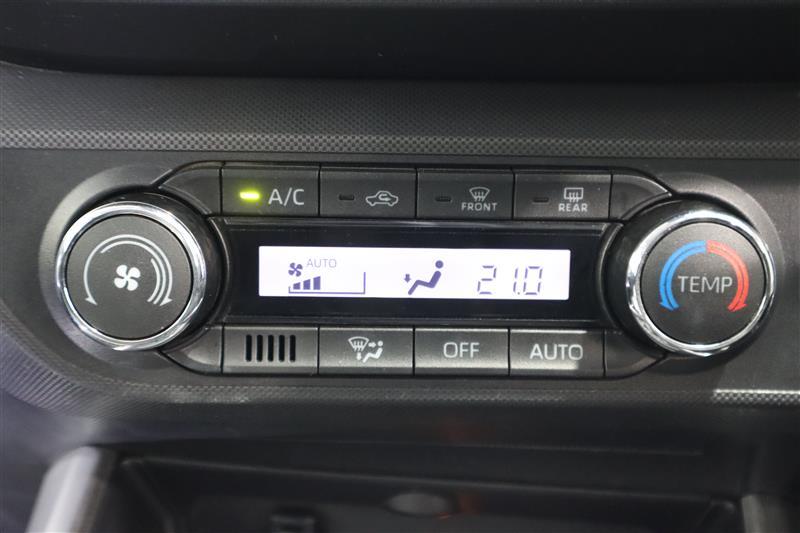 A/C
FRONT
REAR
AUTO
21.0
TEMP
OFF
AUTO